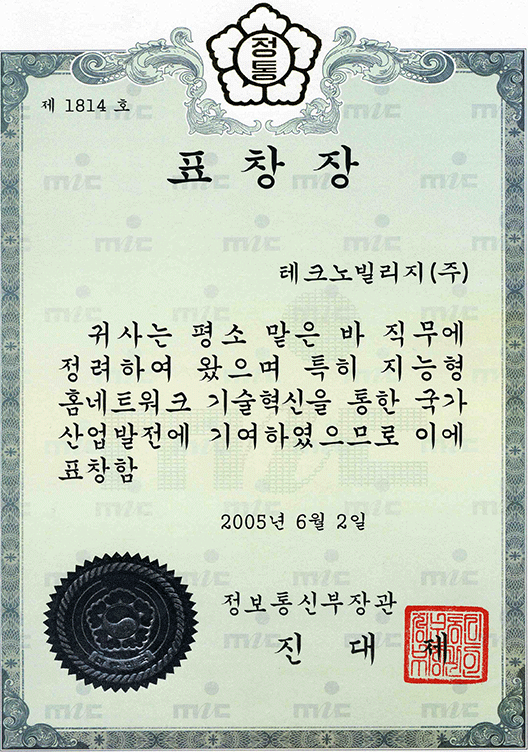 정통
제 1814 호
표 창 장
테크노빌리지(주)
귀사는 평소 맡은 바 직무에
정려하여 왔으며 특히 지능형
홈네트워크 기술혁신을 통한 국가
산업발전에 기여하였으므로 이에
표창함
2005년 6월 2일
정보통신부장관
진 대 제
mic